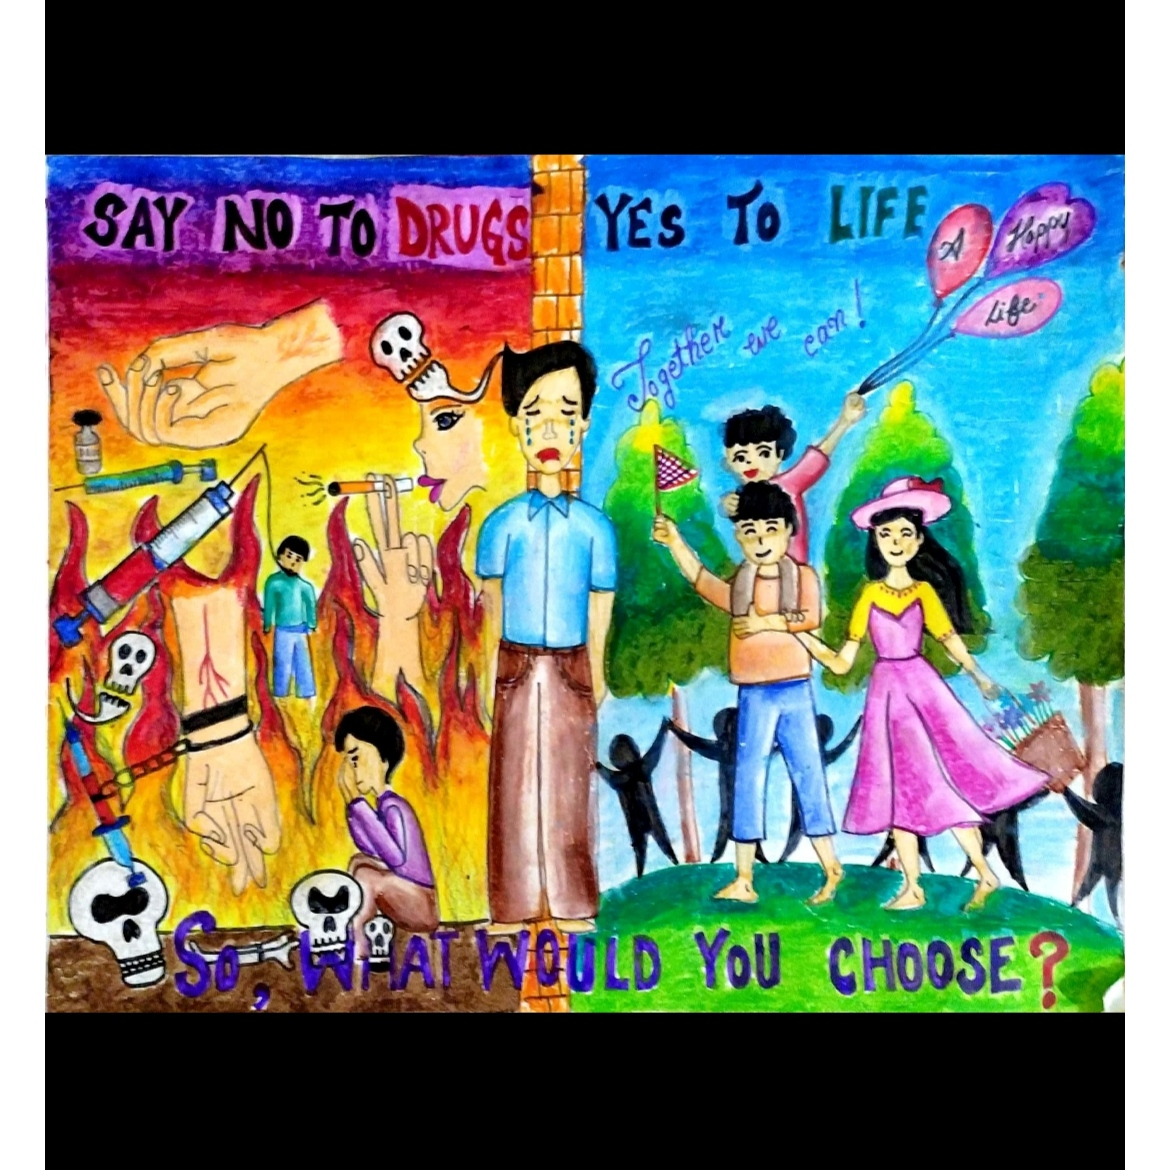 SAY NO TO DRUGS
YES TO LIFE
A
Happy
Life
Together we can!
So, WHAT WOULD YOU CHOOSE?